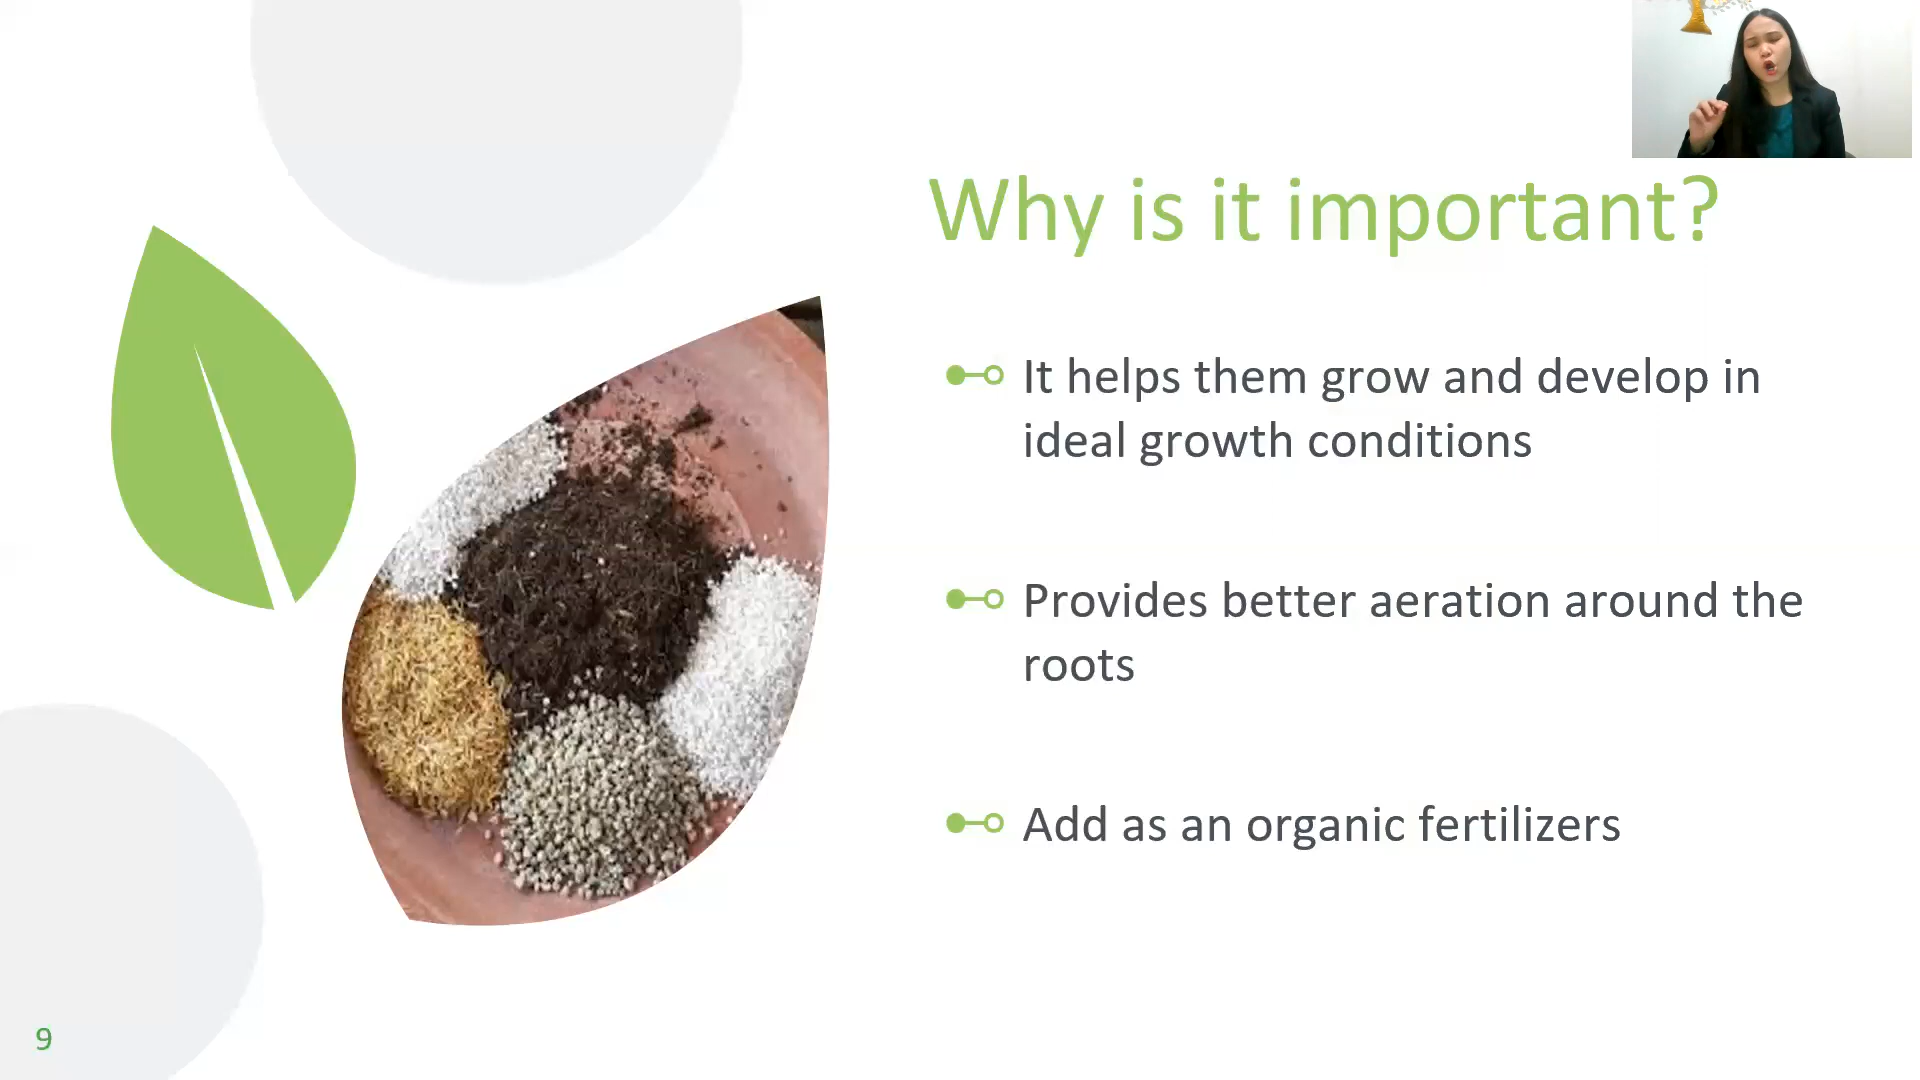 Why is it important?
It helps them grow and develop in
ideal growth conditions
Provides better aeration around the
roots
Add as an organic fertilizers
9